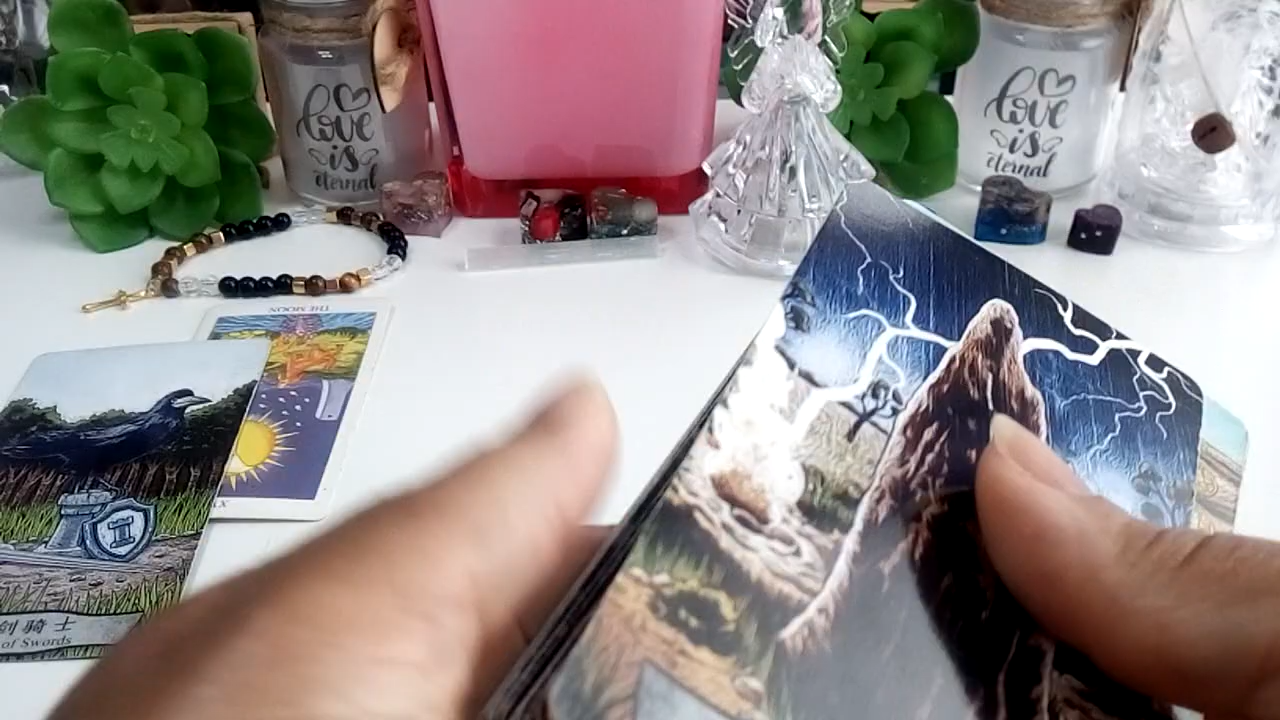 love
is
eternal
love
is
eternal
THE MOON
剑骑士
of Swords